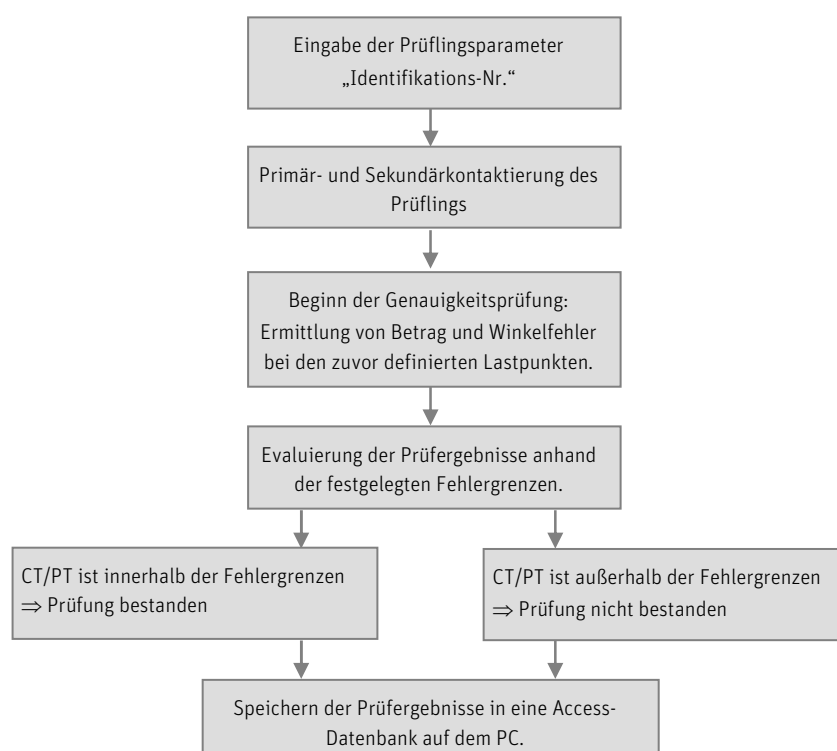 Eingabe der Prüflingsparameter
„Identifikations-Nr.“
Primär- und Sekundärkontaktierung des
Prüflings
Beginn der Genauigkeitsprüfung:
Ermittlung von Betrag und Winkelfehler
bei den zuvor definierten Lastpunkten.
Evaluierung der Prüfergebnisse anhand
der festgelegten Fehlergrenzen.
CT/PT ist innerhalb der Fehlergrenzen
⇒ Prüfung bestanden
CT/PT ist außerhalb der Fehlergrenzen
⇒ Prüfung nicht bestanden
Speichern der Prüfergebnisse in eine Access-
Datenbank auf dem PC.